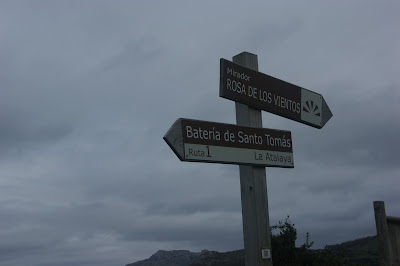 Mirador
ROSA DE LOS VIENTOS
Batería de Santo Tomás
Ruta 1
La Atalaya